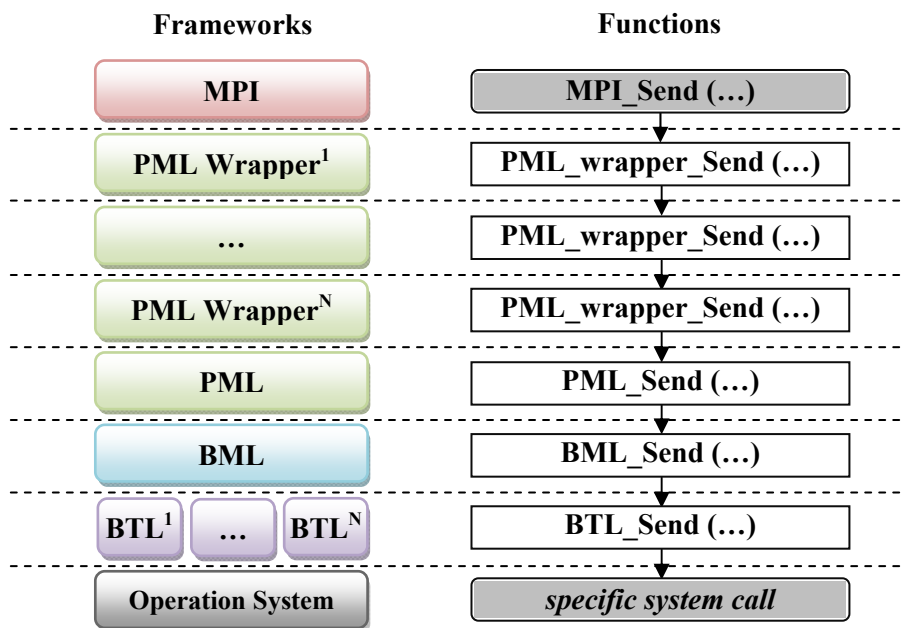 Frameworks Functions
MPI MPI_Send (…)
PML Wrapper¹ PML_wrapper_Send (…)
… PML_wrapper_Send (…)
PML Wrapperᴺ PML_wrapper_Send (…)
PML PML_Send (…)
BML BML_Send (…)
BTL¹ … BTLᴺ BTL_Send (…)
Operation System specific system call